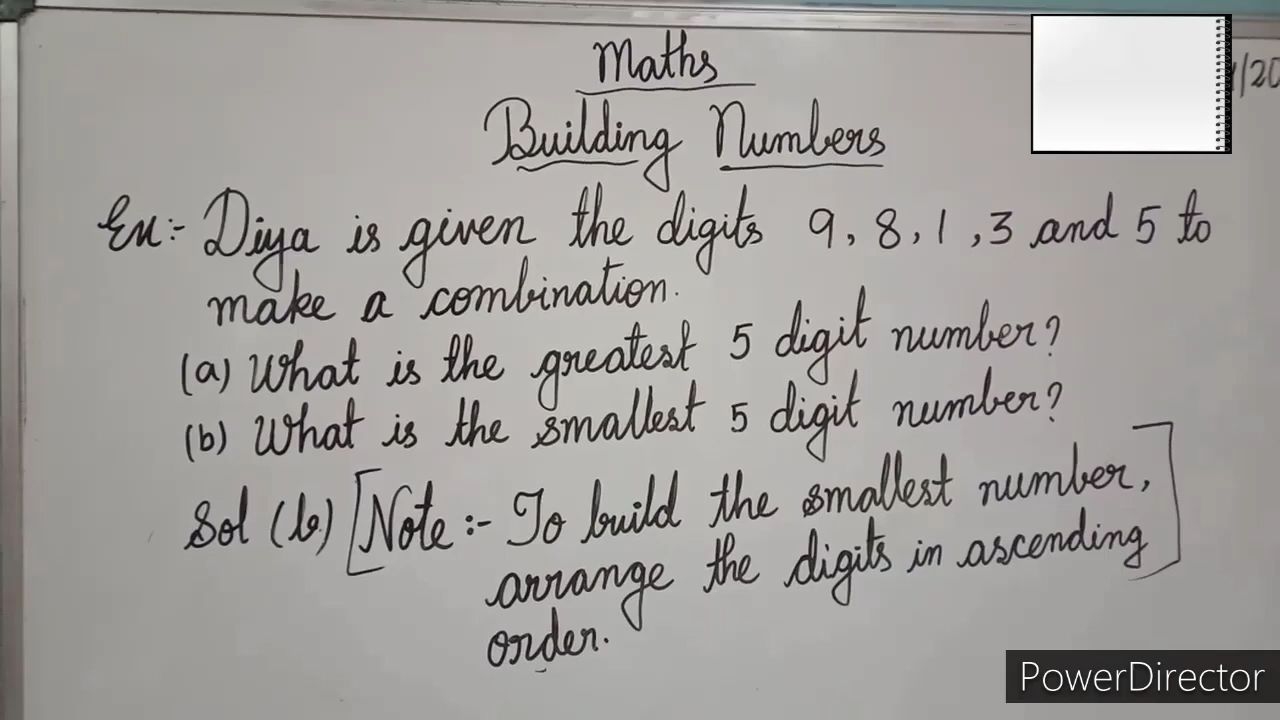 Maths
/20
Building Numbers
Ex:- Diya is given the digits 9, 8, 1, 3 and 5 to
make a combination.
(a) What is the greatest 5 digit number?
(b) What is the smallest 5 digit number?
Sol (b) [Note:- To build the smallest number,
arrange the digits in ascending
order.]
PowerDirector